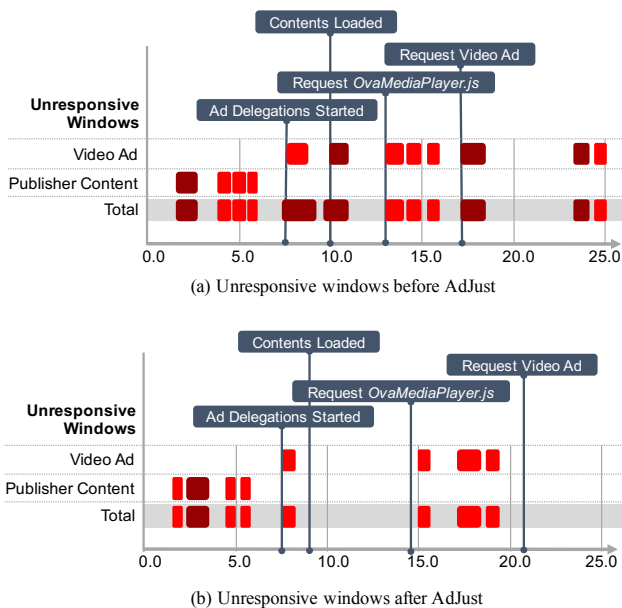 Contents Loaded
Request Video Ad
Request OvaMediaPlayer.js
Ad Delegations Started
Unresponsive
Windows
Video Ad
Publisher Content
Total
0.0 5.0 10.0 15.0 20.0 25.0
(a) Unresponsive windows before AdJust
Contents Loaded
Request Video Ad
Request OvaMediaPlayer.js
Ad Delegations Started
Unresponsive
Windows
Video Ad
Publisher Content
Total
0.0 5.0 10.0 15.0 20.0 25.0
(b) Unresponsive windows after AdJust